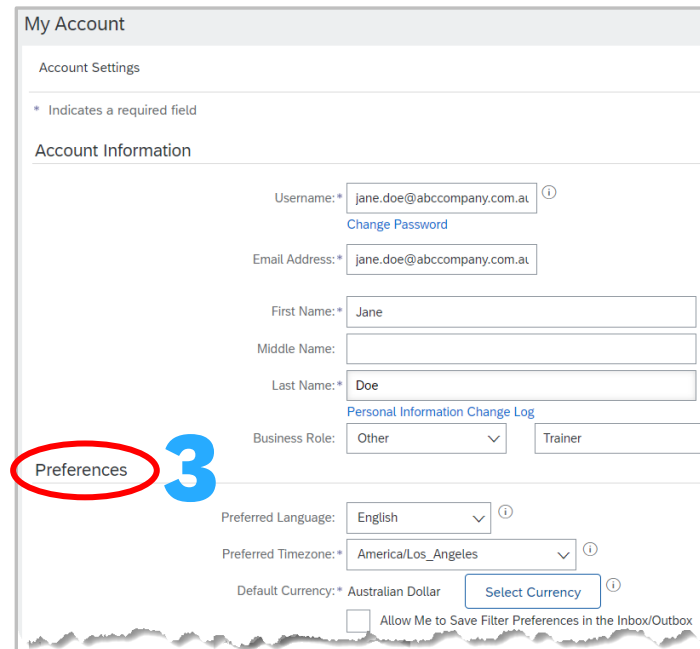 My Account
Account Settings
* Indicates a required field
Account Information
Username:* jane.doe@abccompany.com.au
Change Password
Email Address:* jane.doe@abccompany.com.au
First Name:* Jane
Middle Name:
Last Name:* Doe
Personal Information Change Log
Business Role: Other Trainer
Preferences 3
Preferred Language: English
Preferred Timezone:* America/Los_Angeles
Default Currency:* Australian Dollar Select Currency
Allow Me to Save Filter Preferences in the Inbox/Outbox